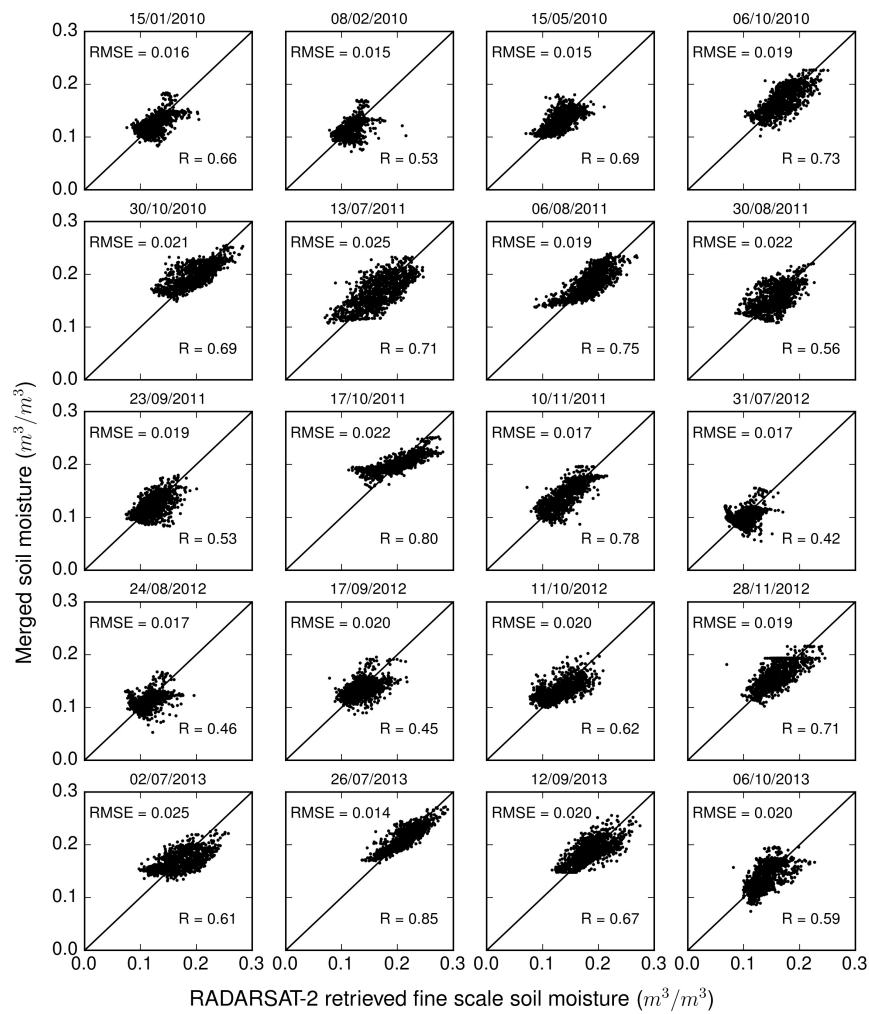 15/01/2010 08/02/2010 15/05/2010 06/10/2010
0.3 RMSE = 0.016 RMSE = 0.015 RMSE = 0.015 RMSE = 0.019
0.2
0.1
R = 0.66 R = 0.53 R = 0.69 R = 0.73
0.0
30/10/2010 13/07/2011 06/08/2011 30/08/2011
0.3 RMSE = 0.021 RMSE = 0.025 RMSE = 0.019 RMSE = 0.022
0.2
0.1
R = 0.69 R = 0.71 R = 0.75 R = 0.56
0.0
Merged soil moisture (m³/m³)
23/09/2011 17/10/2011 10/11/2011 31/07/2012
0.3 RMSE = 0.019 RMSE = 0.022 RMSE = 0.017 RMSE = 0.017
0.2
0.1
R = 0.53 R = 0.80 R = 0.78 R = 0.42
0.0
24/08/2012 17/09/2012 11/10/2012 28/11/2012
0.3 RMSE = 0.017 RMSE = 0.020 RMSE = 0.020 RMSE = 0.019
0.2
0.1
R = 0.46 R = 0.45 R = 0.62 R = 0.71
0.0
02/07/2013 26/07/2013 12/09/2013 06/10/2013
0.3 RMSE = 0.025 RMSE = 0.014 RMSE = 0.020 RMSE = 0.020
0.2
0.1
R = 0.61 R = 0.85 R = 0.67 R = 0.59
0.0
0.0 0.1 0.2 0.3 0.0 0.1 0.2 0.3 0.0 0.1 0.2 0.3 0.0 0.1 0.2 0.3
RADARSAT-2 retrieved fine scale soil moisture (m³/m³)